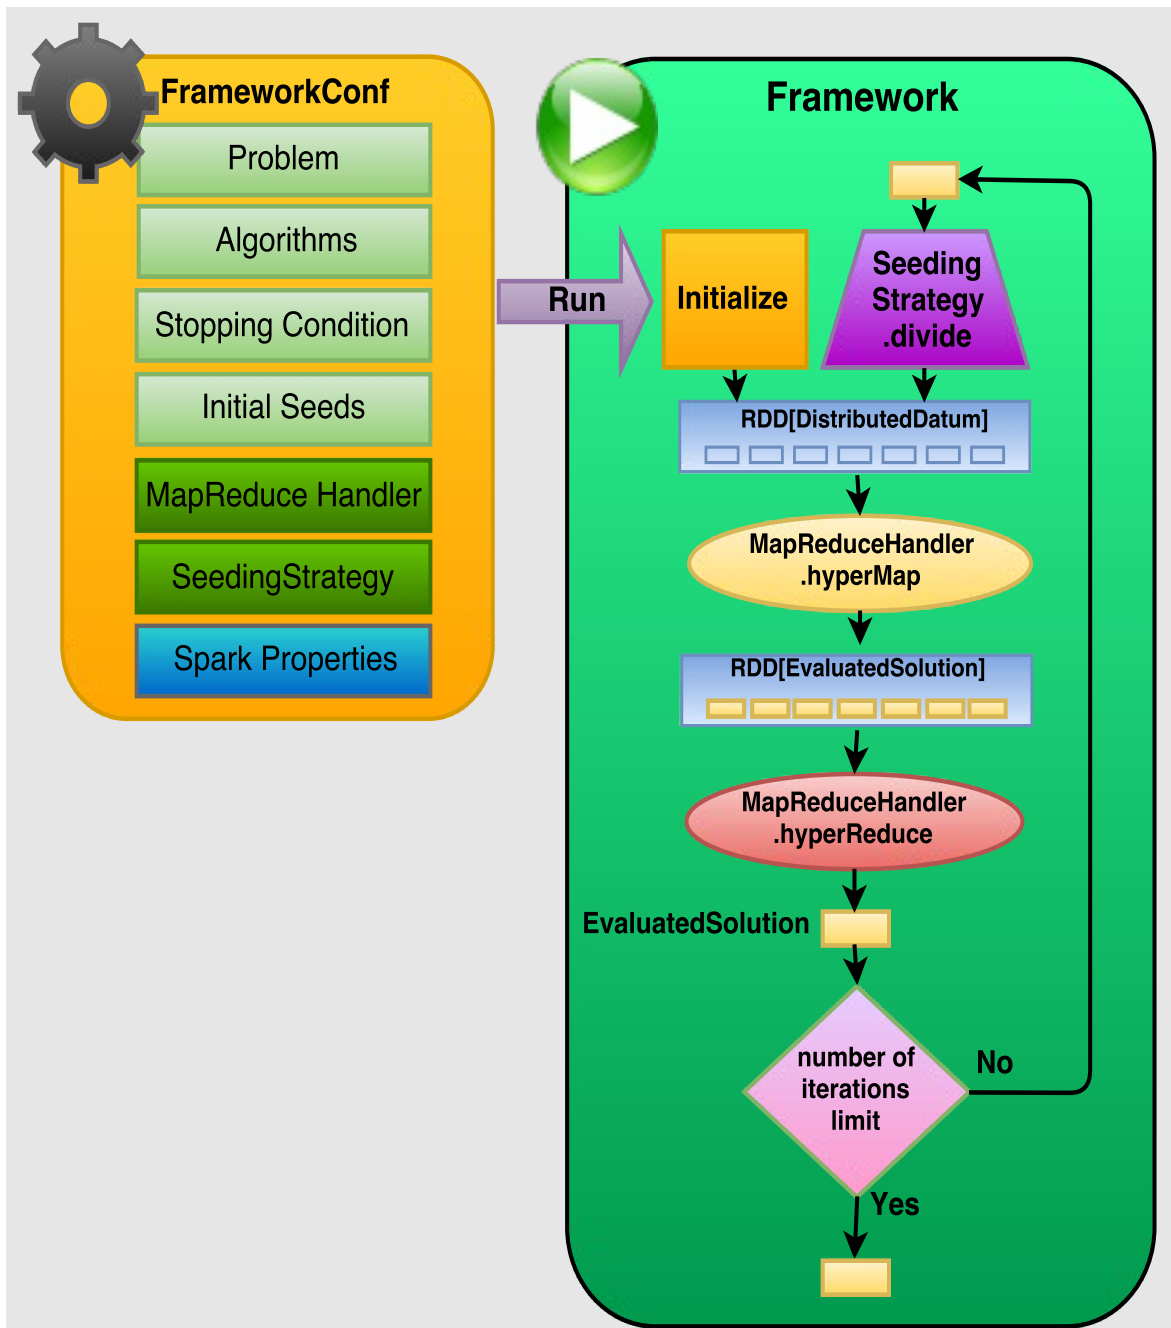 FrameworkConf
Problem
Algorithms
Stopping Condition
Initial Seeds
MapReduce Handler
SeedingStrategy
Spark Properties
Run
Framework
Initialize
Seeding
Strategy
.divide
RDD[DistributedDatum]
MapReduceHandler
.hyperMap
RDD[EvaluatedSolution]
MapReduceHandler
.hyperReduce
EvaluatedSolution
number of
iterations
limit
No
Yes